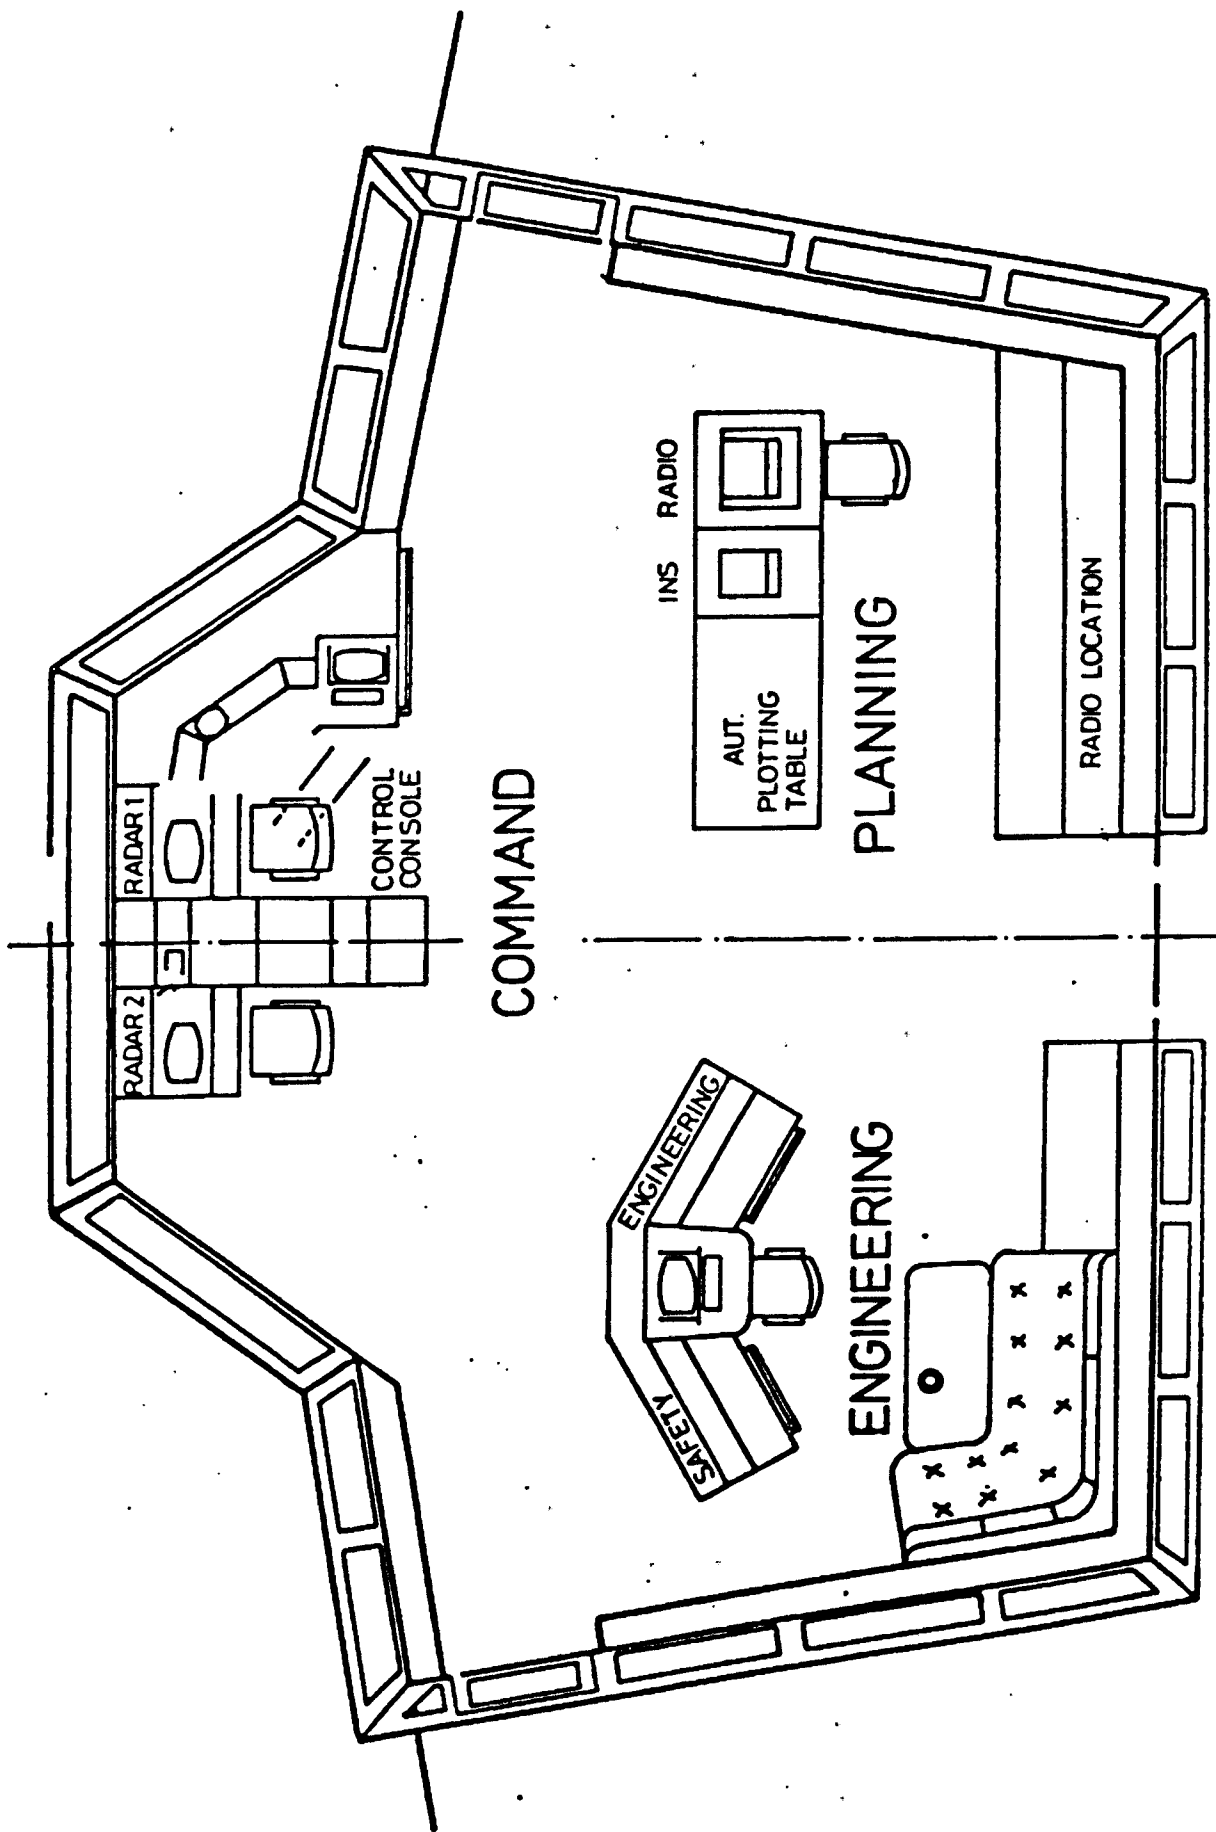 RADAR 2
RADAR 1
CONTROL
CONSOLE
COMMAND
SAFETY
ENGINEERING
ENGINEERING
INS
RADIO
AUT.
PLOTTING
TABLE
PLANNING
RADIO LOCATION